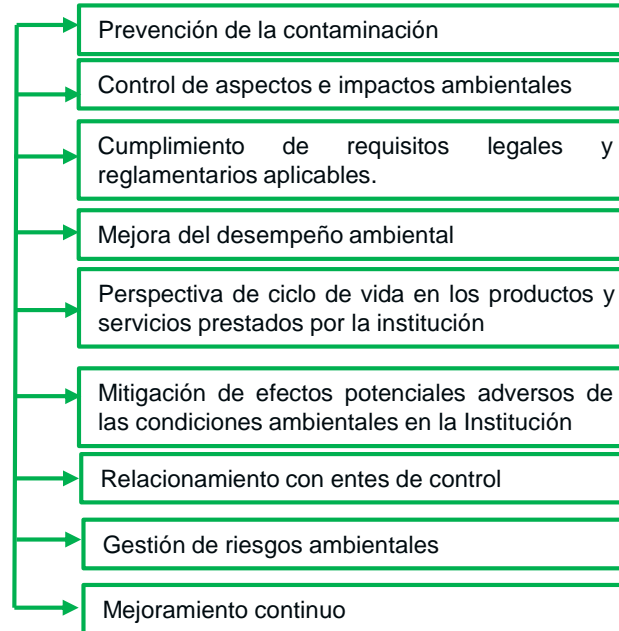 Prevención de la contaminación
Control de aspectos e impactos ambientales
Cumplimiento de requisitos legales y
reglamentarios aplicables.
Mejora del desempeño ambiental
Perspectiva de ciclo de vida en los productos y
servicios prestados por la institución
Mitigación de efectos potenciales adversos de
las condiciones ambientales en la Institución
Relacionamiento con entes de control
Gestión de riesgos ambientales
Mejoramiento continuo